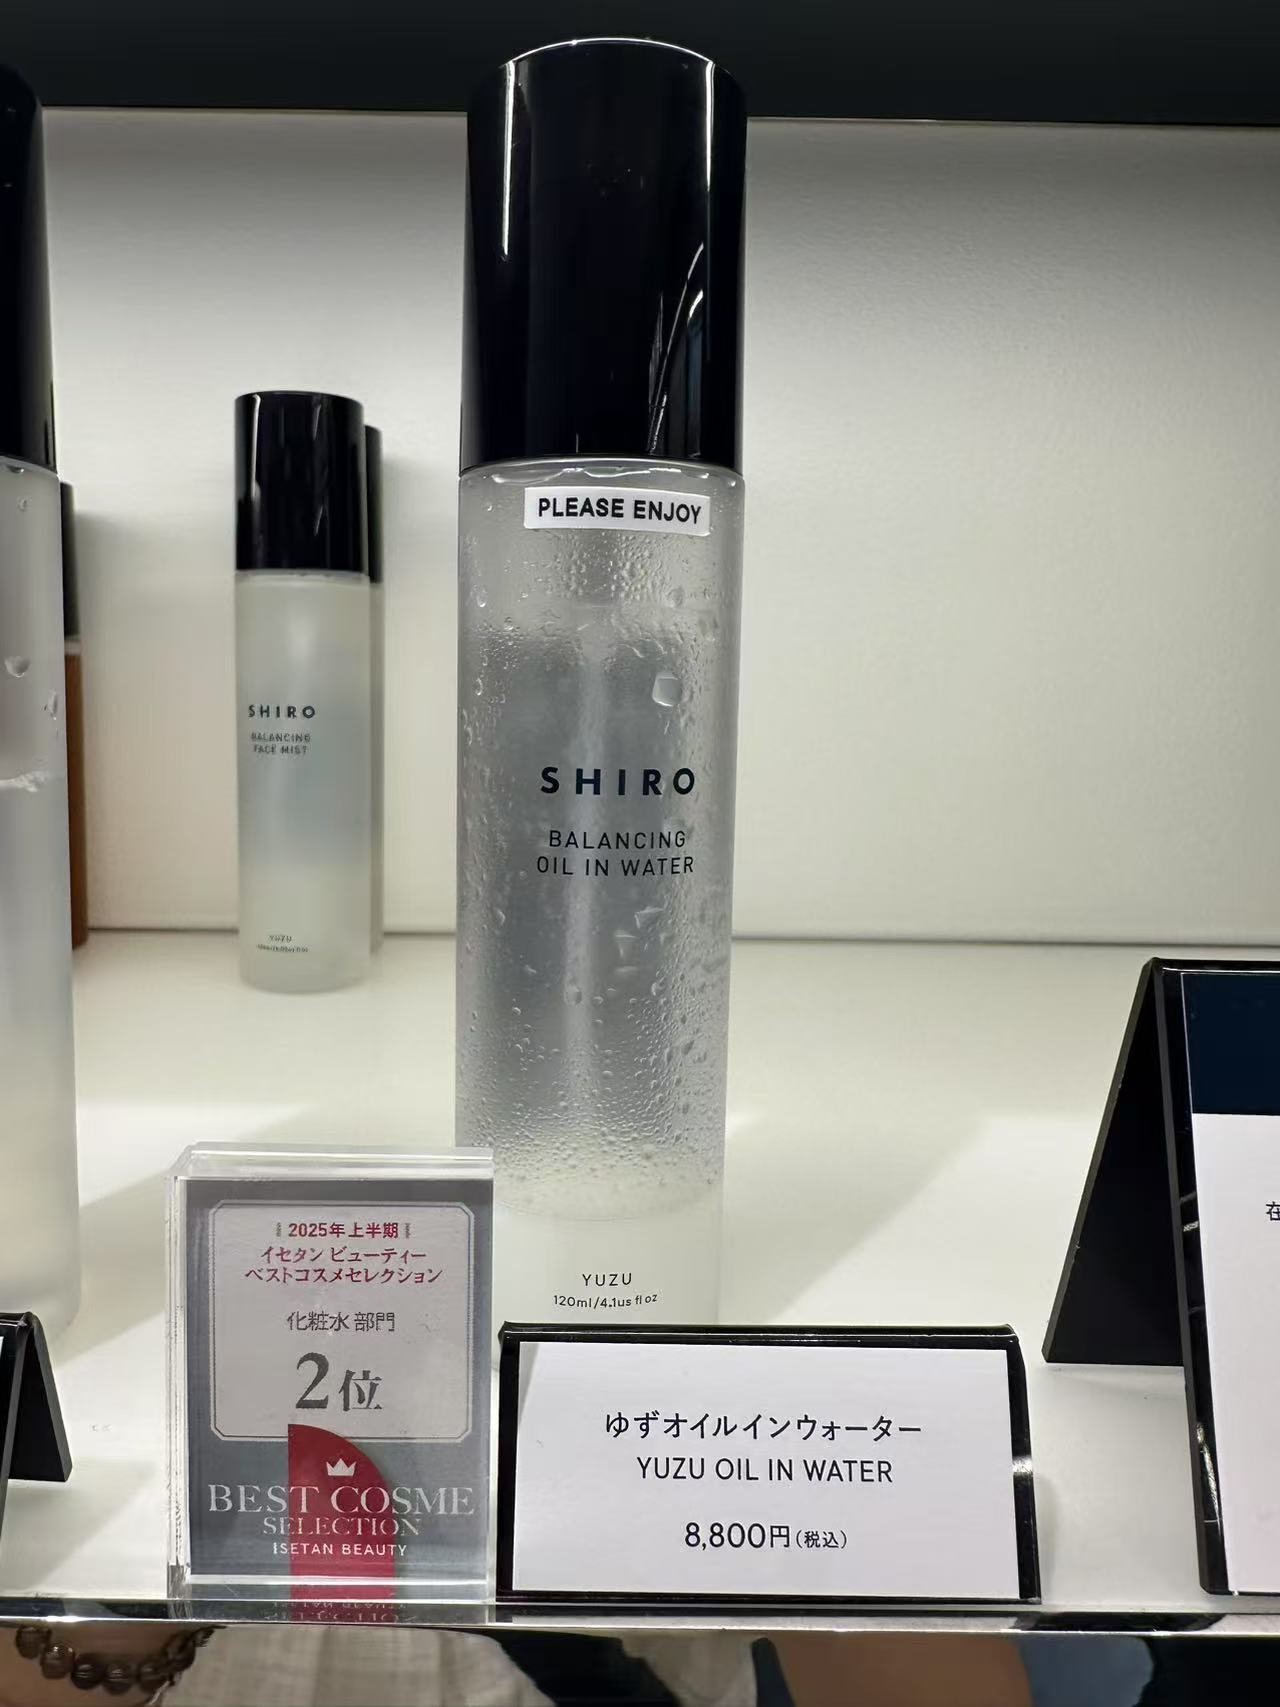 PLEASE ENJOY
SHIRO
BALANCING
OIL IN WATER
YUZU
120ml/4.1us fl oz
SHIRO
BALANCING
FACE MIST
YUZU
2025年上半期
イセタン ビューティー
ベストコスメセレクション
化粧水部門
2位
BEST COSME
SELECTION
ISETAN BEAUTY
ゆずオイルインウォーター
YUZU OIL IN WATER
8,800円(税込)
在